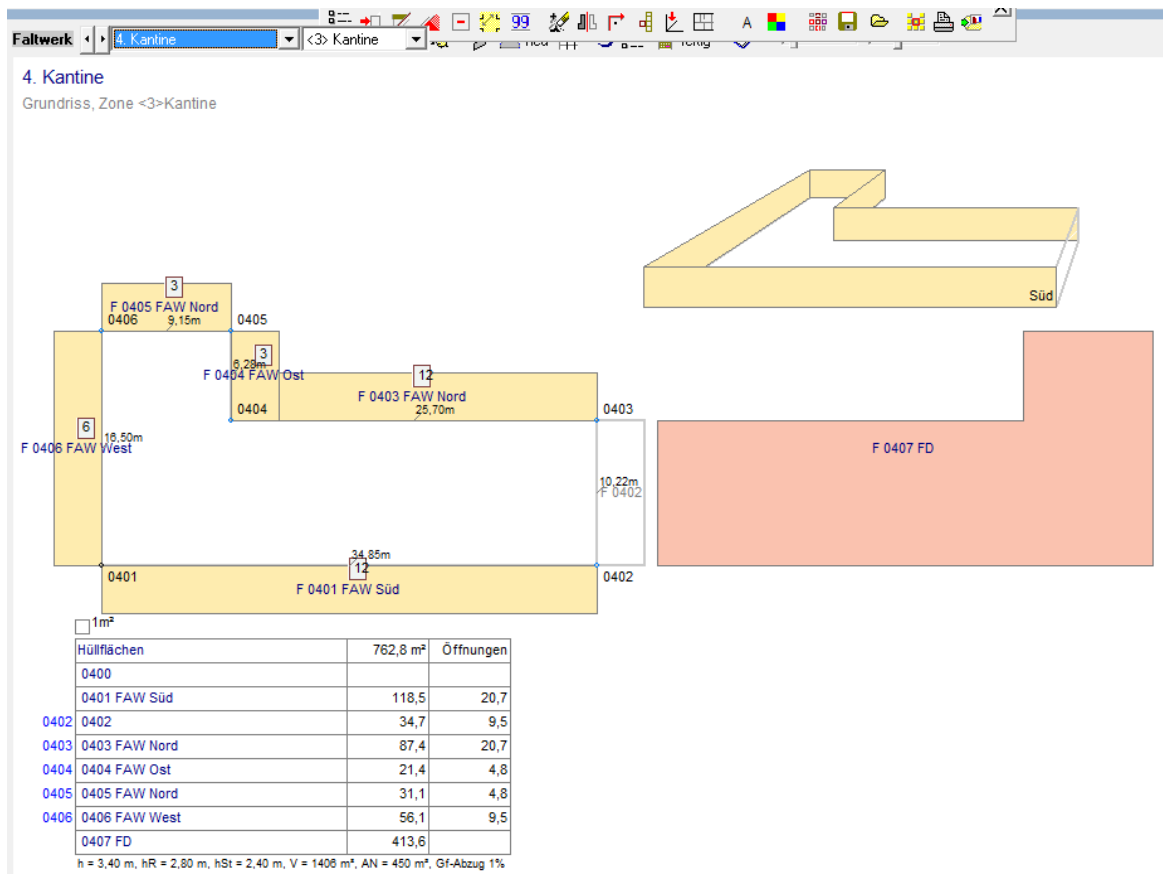 99 A
Faltwerk 4. Kantine <3> Kantine neu fertig
4. Kantine
Grundriss, Zone <3>Kantine
Süd
3
F 0405 FAW Nord
0406 9,15m 0405
3
6,28m
F 0404 FAW Ost
12
F 0403 FAW Nord
0404 25,70m 0403
6
16,50m
F 0406 FAW West
F 0407 FD
10,22m
F 0402
34,85m
12
0401 0402
F 0401 FAW Süd
1m²
Hüllflächen 762,8 m² Öffnungen
0400
0401 FAW Süd 118,5 20,7
0402 0402 34,7 9,5
0403 0403 FAW Nord 87,4 20,7
0404 0404 FAW Ost 21,4 4,8
0405 0405 FAW Nord 31,1 4,8
0406 0406 FAW West 56,1 9,5
0407 FD 413,6
h = 3,40 m, hR = 2,80 m, hSt = 2,40 m, V = 1406 m³, AN = 450 m², Gf-Abzug 1%